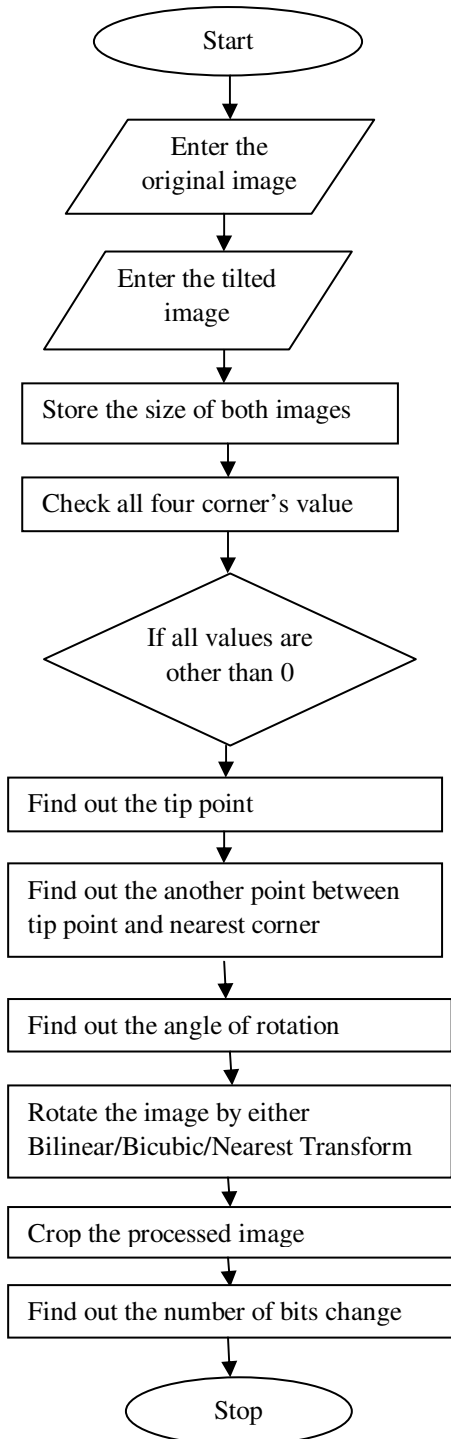 Start
Enter the
original image
Enter the tilted
image
Store the size of both images
Check all four corner’s value
If all values are
other than 0
Find out the tip point
Find out the another point between
tip point and nearest corner
Find out the angle of rotation
Rotate the image by either
Bilinear/Bicubic/Nearest Transform
Crop the processed image
Find out the number of bits change
Stop